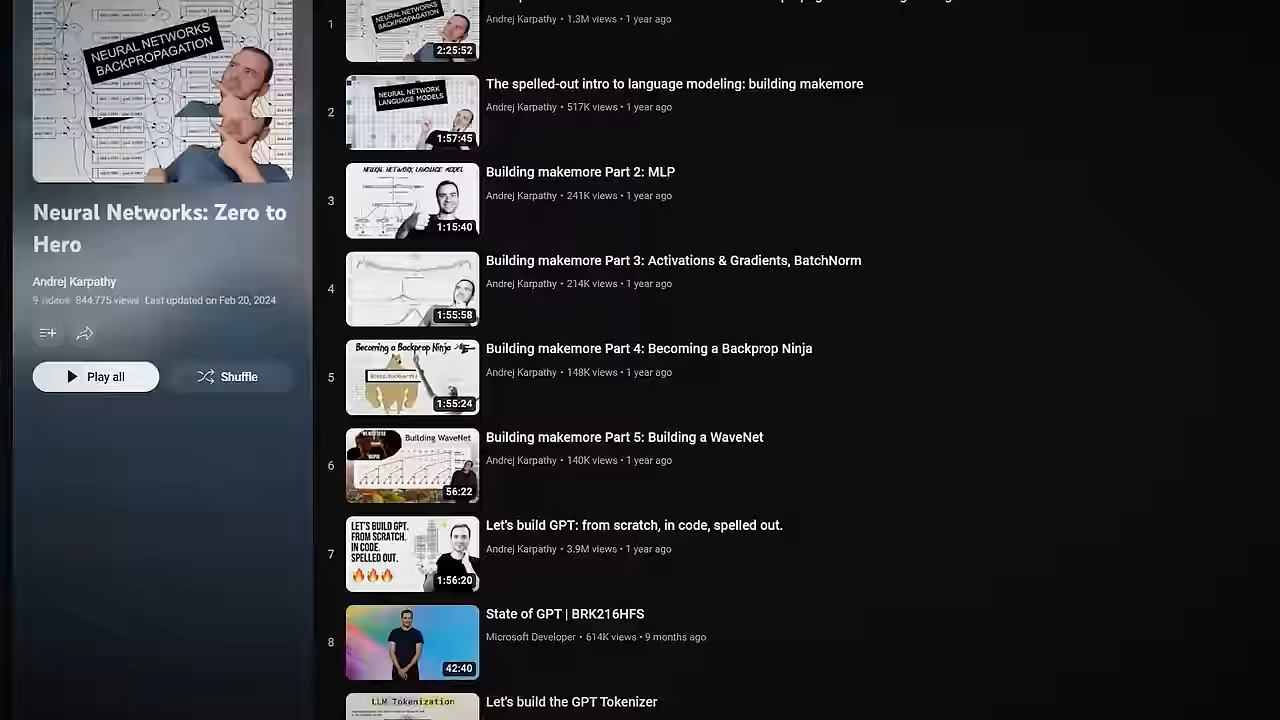 NEURAL NETWORKS
BACKPROPAGATION
Neural Networks: Zero to
Hero
Andrej Karpathy
9 videos 844,775 views Last updated on Feb 20, 2024
Play all
Shuffle
1
NEURAL NETWORKS
BACKPROPAGATION
2:25:52
Andrej Karpathy • 1.3M views • 1 year ago
2
NEURAL NETWORK
LANGUAGE MODELS
1:57:45
The spelled-out intro to language modeling: building makemore
Andrej Karpathy • 517K views • 1 year ago
3
NEURAL NETWORK LANGUAGE MODEL
1:15:40
Building makemore Part 2: MLP
Andrej Karpathy • 241K views • 1 year ago
4
1:55:58
Building makemore Part 3: Activations & Gradients, BatchNorm
Andrej Karpathy • 214K views • 1 year ago
5
Becoming a Backprop Ninja
1:55:24
Building makemore Part 4: Becoming a Backprop Ninja
Andrej Karpathy • 148K views • 1 year ago
6
Building WaveNet
56:22
Building makemore Part 5: Building a WaveNet
Andrej Karpathy • 140K views • 1 year ago
7
LET'S BUILD GPT.
FROM SCRATCH.
IN CODE.
SPELLED OUT.
1:56:20
Let's build GPT: from scratch, in code, spelled out.
Andrej Karpathy • 3.9M views • 1 year ago
8
42:40
State of GPT | BRK216HFS
Microsoft Developer • 614K views • 9 months ago
LLM Tokenization
Let's build the GPT Tokenizer